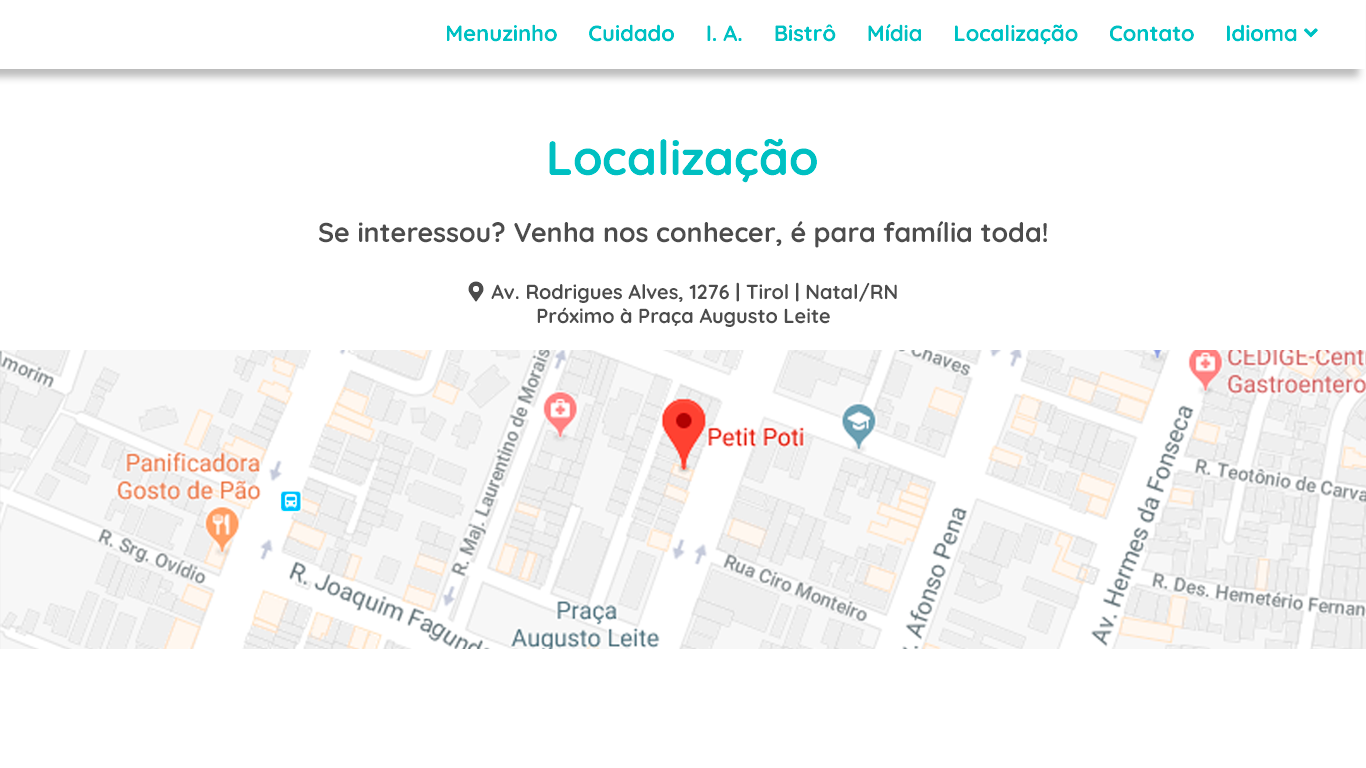 Menuzinho Cuidado I. A. Bistrô Mídia Localização Contato Idioma
Localização
Se interessou? Venha nos conhecer, é para família toda!
Av. Rodrigues Alves, 1276 | Tirol | Natal/RN
Próximo à Praça Augusto Leite
Amorim
R. Maj. Laurentino de Morais
Chaves
CEDIGE-Cent
Gastroentero
Petit Poti
Panificadora
Gosto de Pão
R. Teotônio de Carva
Av. Hermes da Fonseca
R. Srg. Ovídio
R. Joaquim Fagund
Afonso Pena
Rua Ciro Monteiro
R. Des. Hemetério Fernan
Praça
Augusto Leite